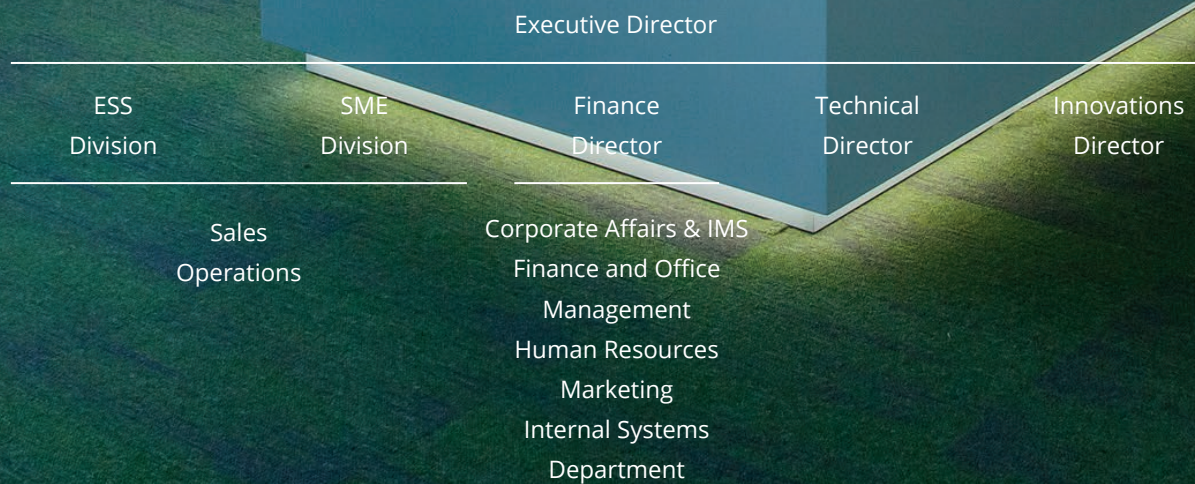 Executive Director
ESS
Division
SME
Division
Finance
Director
Technical
Director
Innovations
Director
Sales
Operations
Corporate Affairs & IMS
Finance and Office
Management
Human Resources
Marketing
Internal Systems
Department